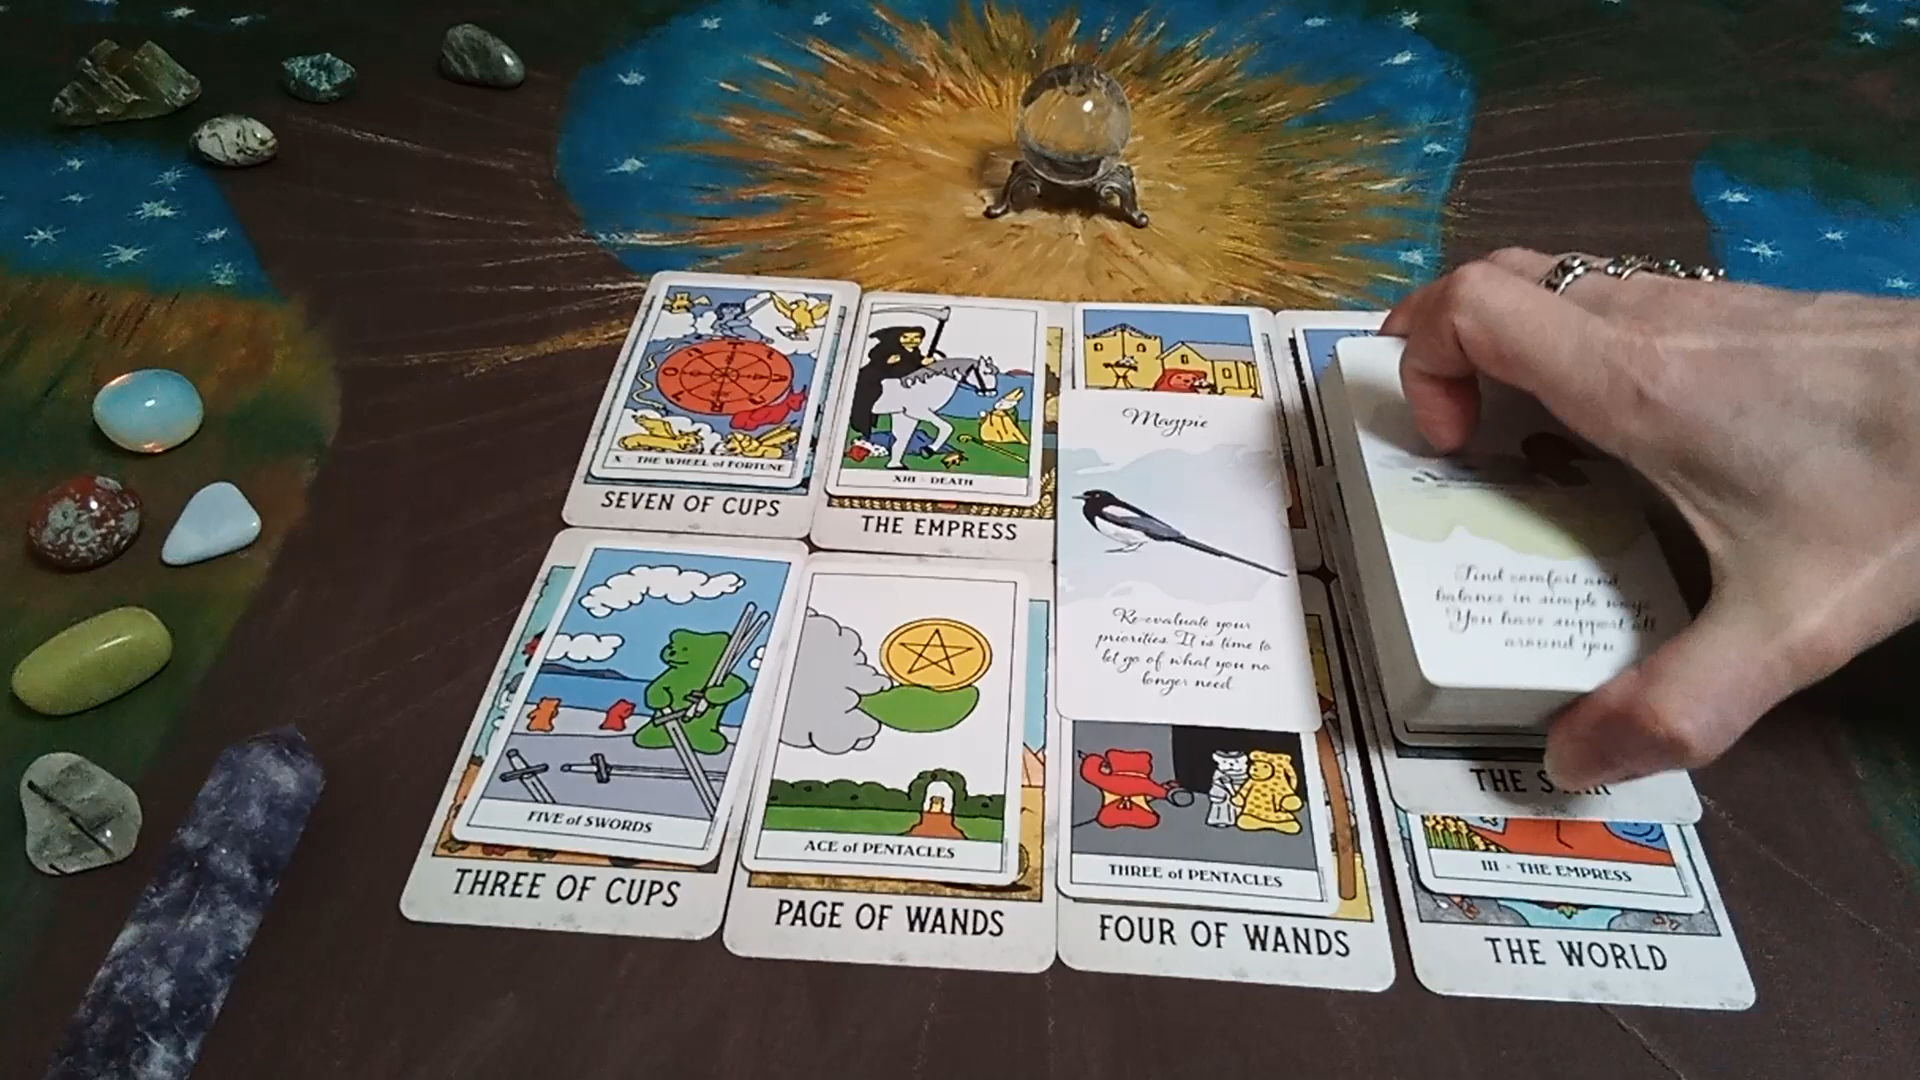 X · THE WHEEL of FORTUNE
SEVEN OF CUPS
XIII · DEATH
THE EMPRESS
Magpie
Re-evaluate your
priorities. It is time to
let go of what you no
longer need
Find comfort and
balance in simple ways
You have support all
around you
THE
FIVE of SWORDS
THREE OF CUPS
ACE of PENTACLES
PAGE OF WANDS
THREE of PENTACLES
FOUR OF WANDS
III · THE EMPRESS
THE WORLD